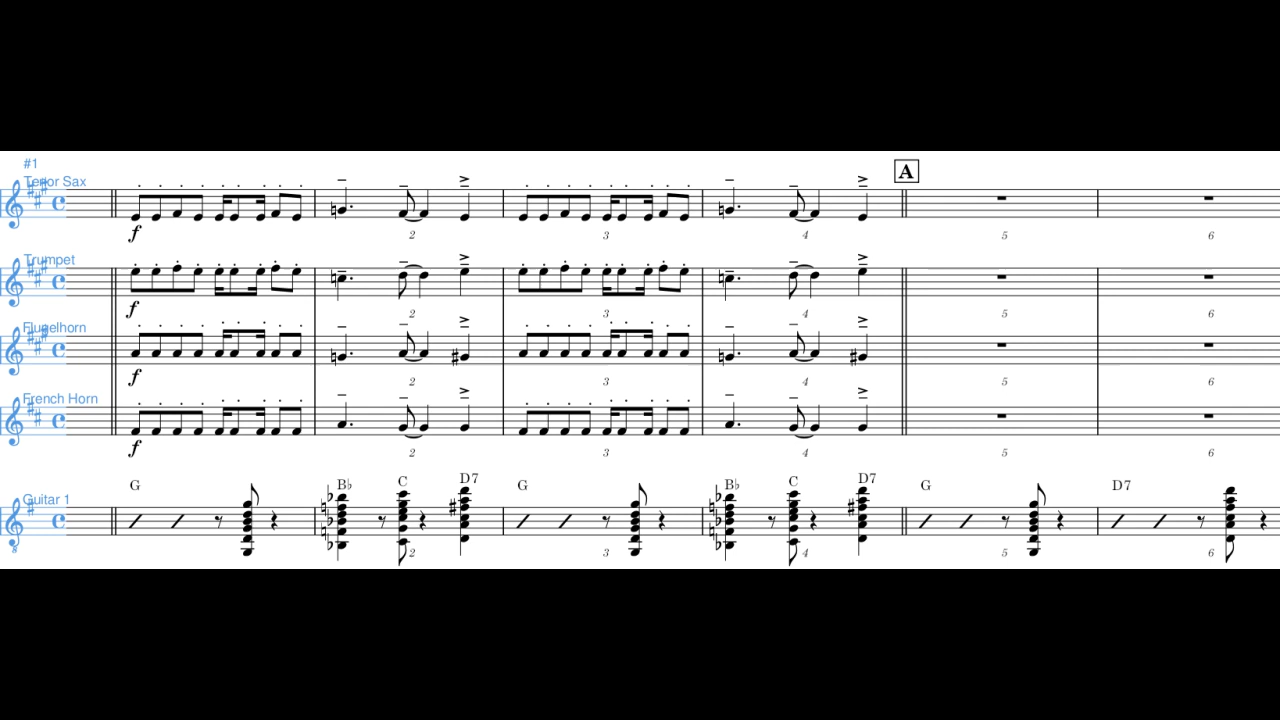 #1
Tenor Sax
A
f
2 3 4 5 6
Trumpet
f
2 3 4 5 6
Flugelhorn
f
2 3 4 5 6
French Horn
f
2 3 4 5 6
Guitar 1
G B♭ C D7 G B♭ C D7 G D7
8
2 3 4 5 6